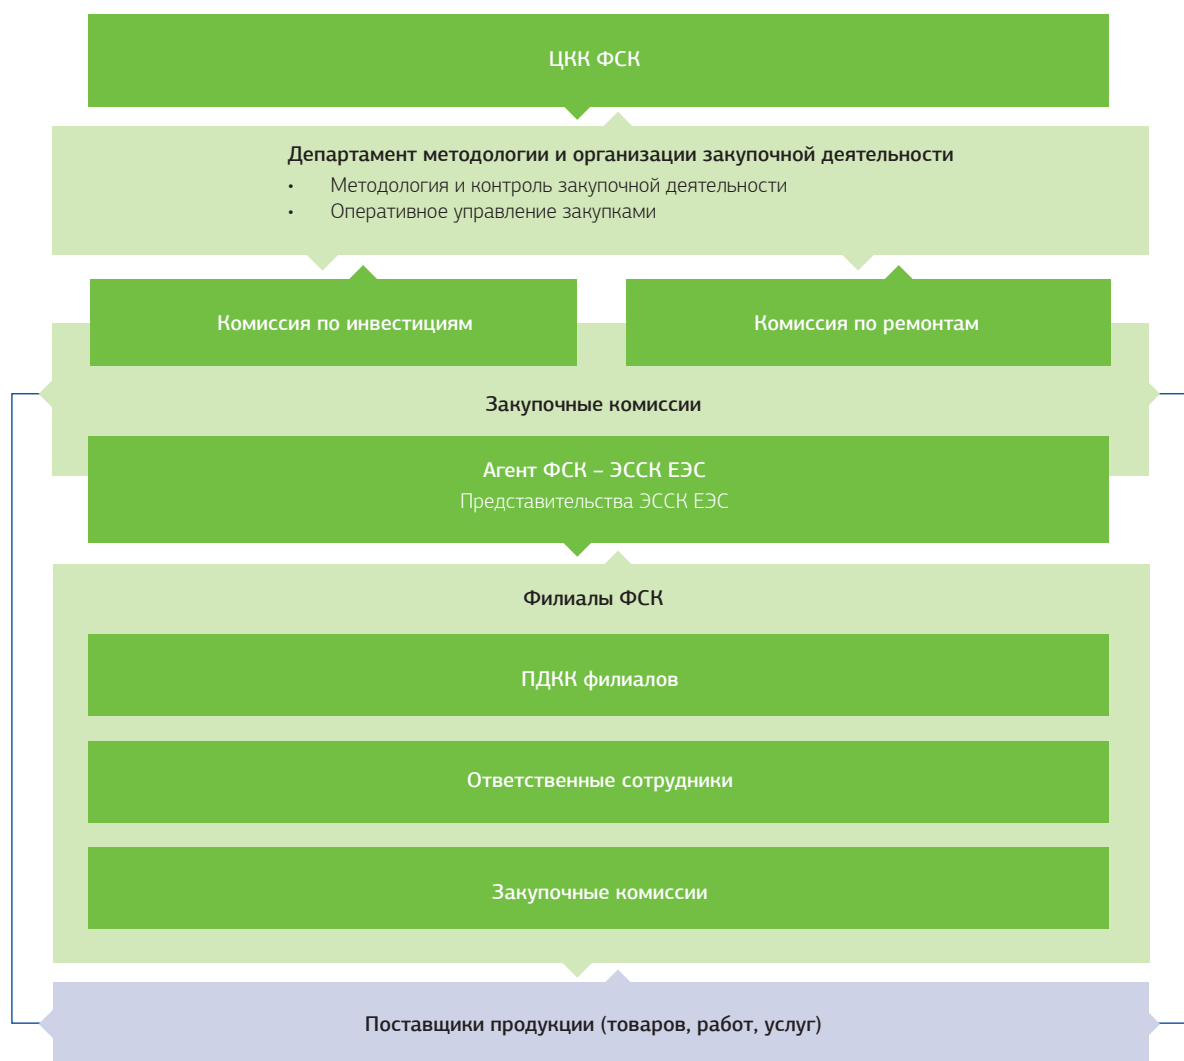 ЦКК ФСК
Департамент методологии и организации закупочной деятельности
• Методология и контроль закупочной деятельности
• Оперативное управление закупками
Комиссия по инвестициям
Комиссия по ремонтам
Закупочные комиссии
Агент ФСК – ЭССК ЕЭС
Представительства ЭССК ЕЭС
Филиалы ФСК
ПДКК филиалов
Ответственные сотрудники
Закупочные комиссии
Поставщики продукции (товаров, работ, услуг)